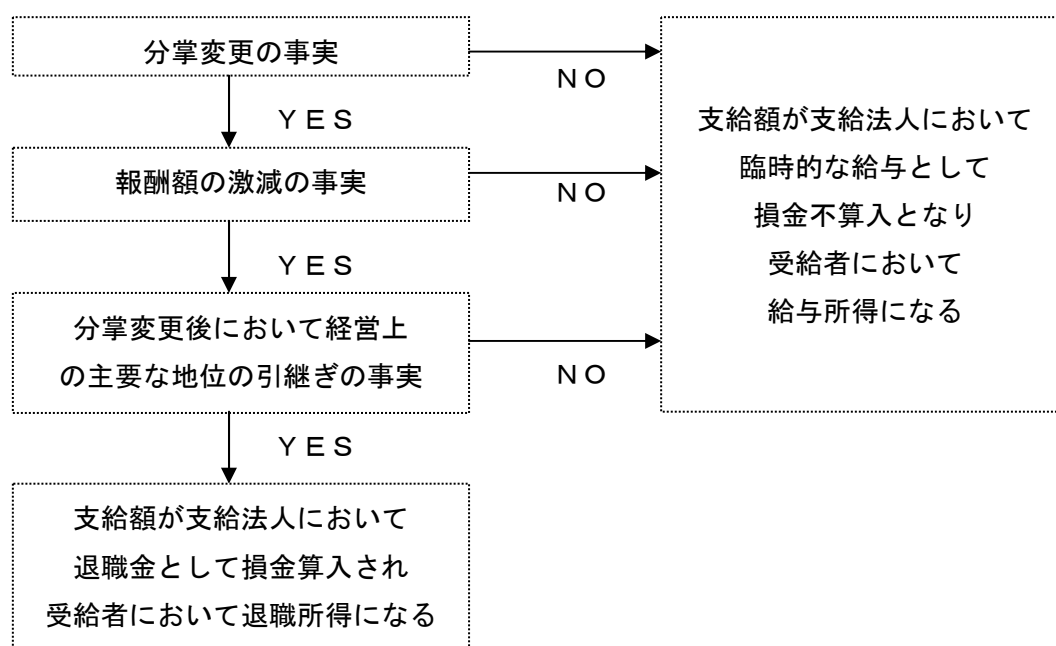 分掌変更の事実
ＮＯ
ＹＥＳ
報酬額の激減の事実
ＮＯ
ＹＥＳ
分掌変更後において経営上
の主要な地位の引継ぎの事実
ＮＯ
ＹＥＳ
支給額が支給法人において
退職金として損金算入され
受給者において退職所得になる
支給額が支給法人において
臨時的な給与として
損金不算入となり
受給者において
給与所得になる